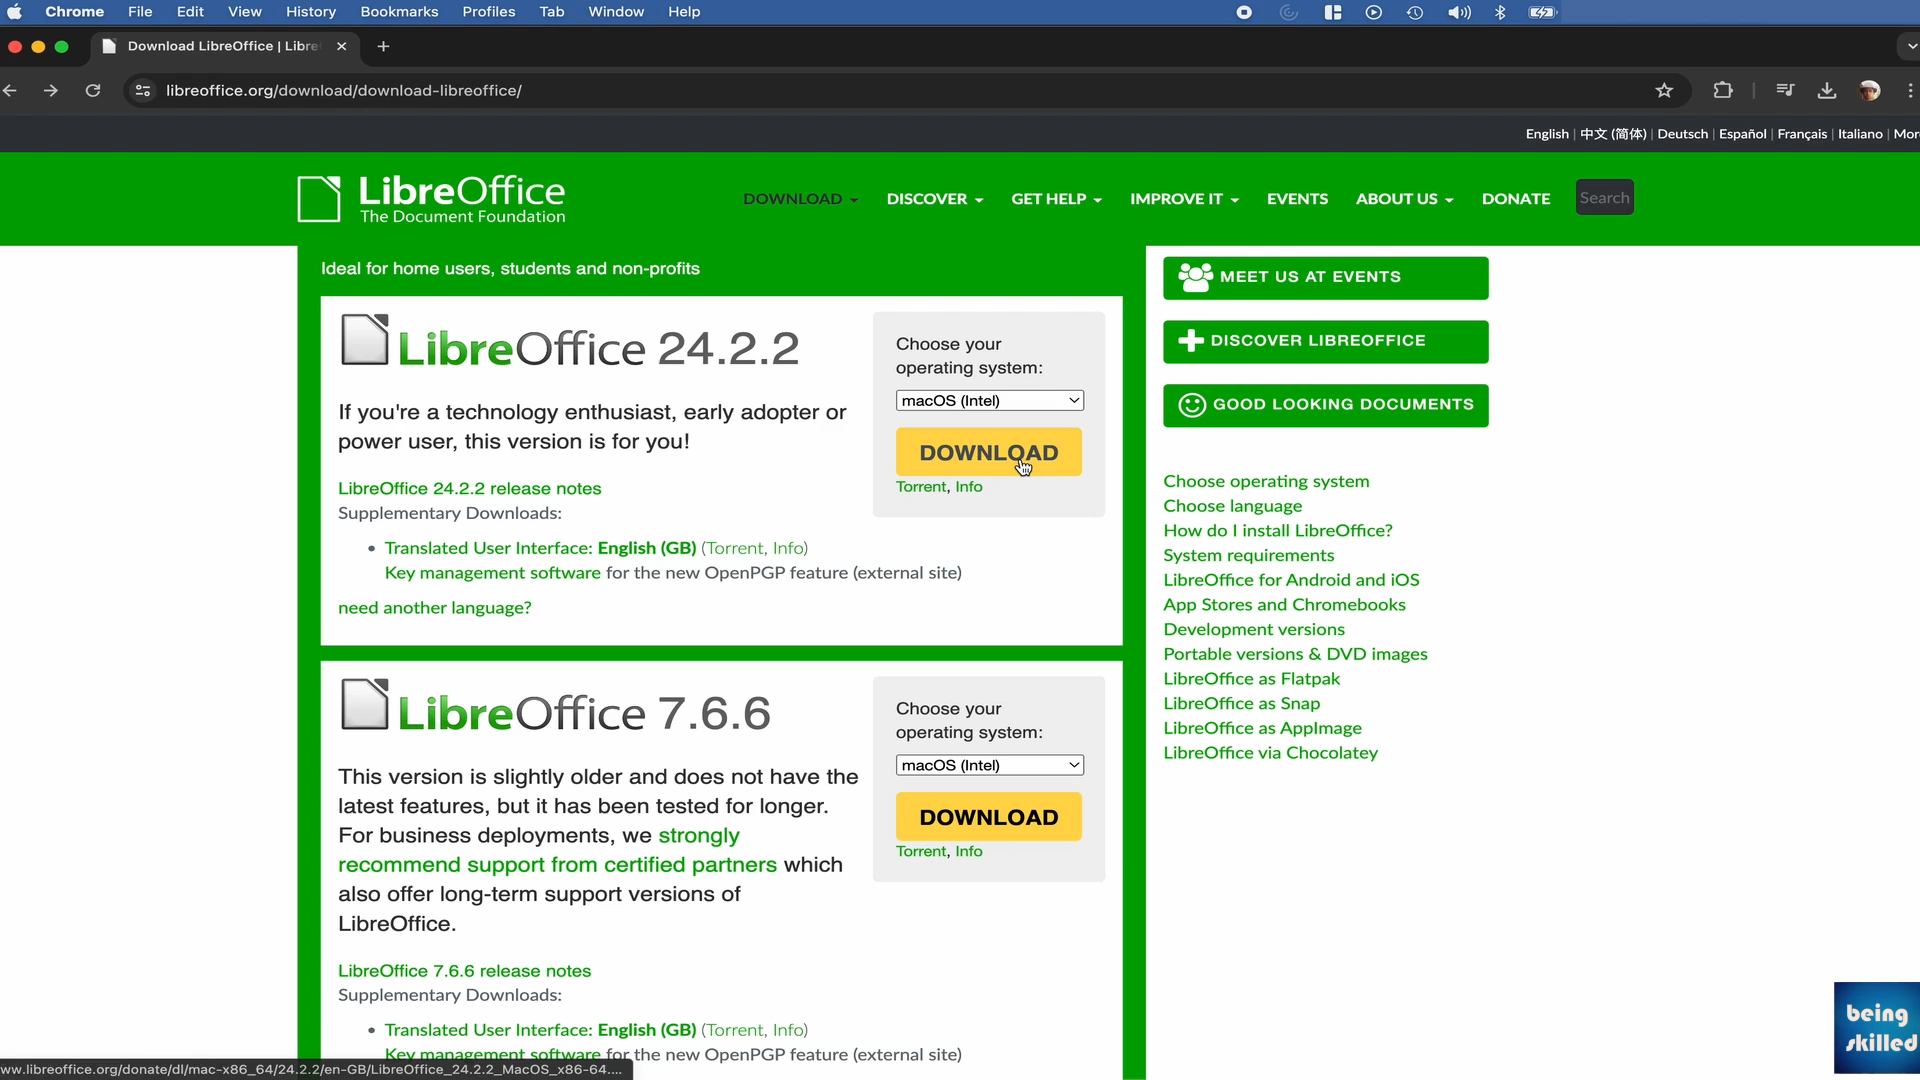 Chrome File Edit View History Bookmarks Profiles Tab Window Help
Download LibreOffice | Libre
libreoffice.org/download/download-libreoffice/
English | 中文 (简体) | Deutsch | Español | Français | Italiano | Mor
LibreOffice
The Document Foundation
DOWNLOAD DISCOVER GET HELP IMPROVE IT EVENTS ABOUT US DONATE Search
Ideal for home users, students and non-profits
LibreOffice 24.2.2
If you're a technology enthusiast, early adopter or
power user, this version is for you!
LibreOffice 24.2.2 release notes
Supplementary Downloads:
• Translated User Interface: English (GB) (Torrent, Info)
Key management software for the new OpenPGP feature (external site)
need another language?
Choose your
operating system:
macOS (Intel)
DOWNLOAD
Torrent, Info
LibreOffice 7.6.6
This version is slightly older and does not have the
latest features, but it has been tested for longer.
For business deployments, we strongly
recommend support from certified partners which
also offer long-term support versions of
LibreOffice.
LibreOffice 7.6.6 release notes
Supplementary Downloads:
• Translated User Interface: English (GB) (Torrent, Info)
Key management software for the new OpenPGP feature (external site)
Choose your
operating system:
macOS (Intel)
DOWNLOAD
Torrent, Info
MEET US AT EVENTS
DISCOVER LIBREOFFICE
GOOD LOOKING DOCUMENTS
Choose operating system
Choose language
How do I install LibreOffice?
System requirements
LibreOffice for Android and iOS
App Stores and Chromebooks
Development versions
Portable versions & DVD images
LibreOffice as Flatpak
LibreOffice as Snap
LibreOffice as AppImage
LibreOffice via Chocolatey
being
skilled
ww.libreoffice.org/donate/dl/mac-x86_64/24.2.2/en-GB/LibreOffice_24.2.2_MacOS_x86-64....